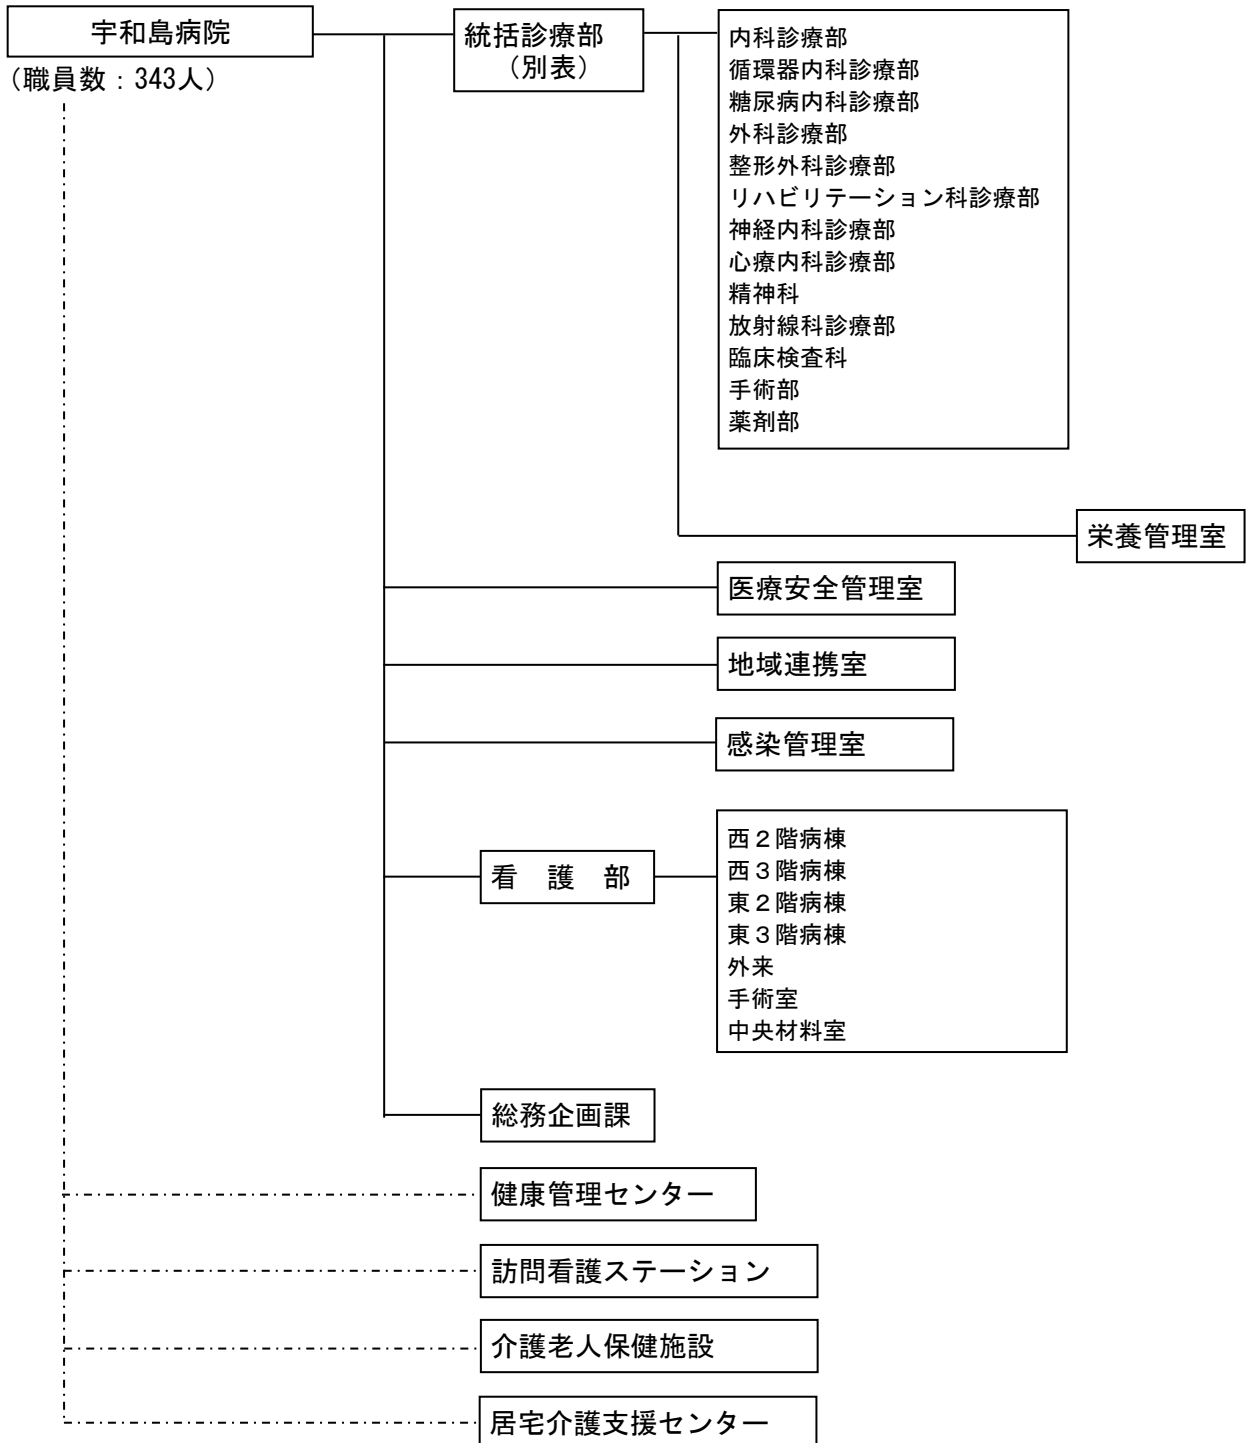 宇和島病院
（職員数：343人）
統括診療部
（別表）
内科診療部
循環器内科診療部
糖尿病内科診療部
外科診療部
整形外科診療部
リハビリテーション科診療部
神経内科診療部
心療内科診療部
精神科
放射線科診療部
臨床検査科
手術部
薬剤部
栄養管理室
医療安全管理室
地域連携室
感染管理室
看　護　部
西２階病棟
西３階病棟
東２階病棟
東３階病棟
外来
手術室
中央材料室
総務企画課
健康管理センター
訪問看護ステーション
介護老人保健施設
居宅介護支援センター